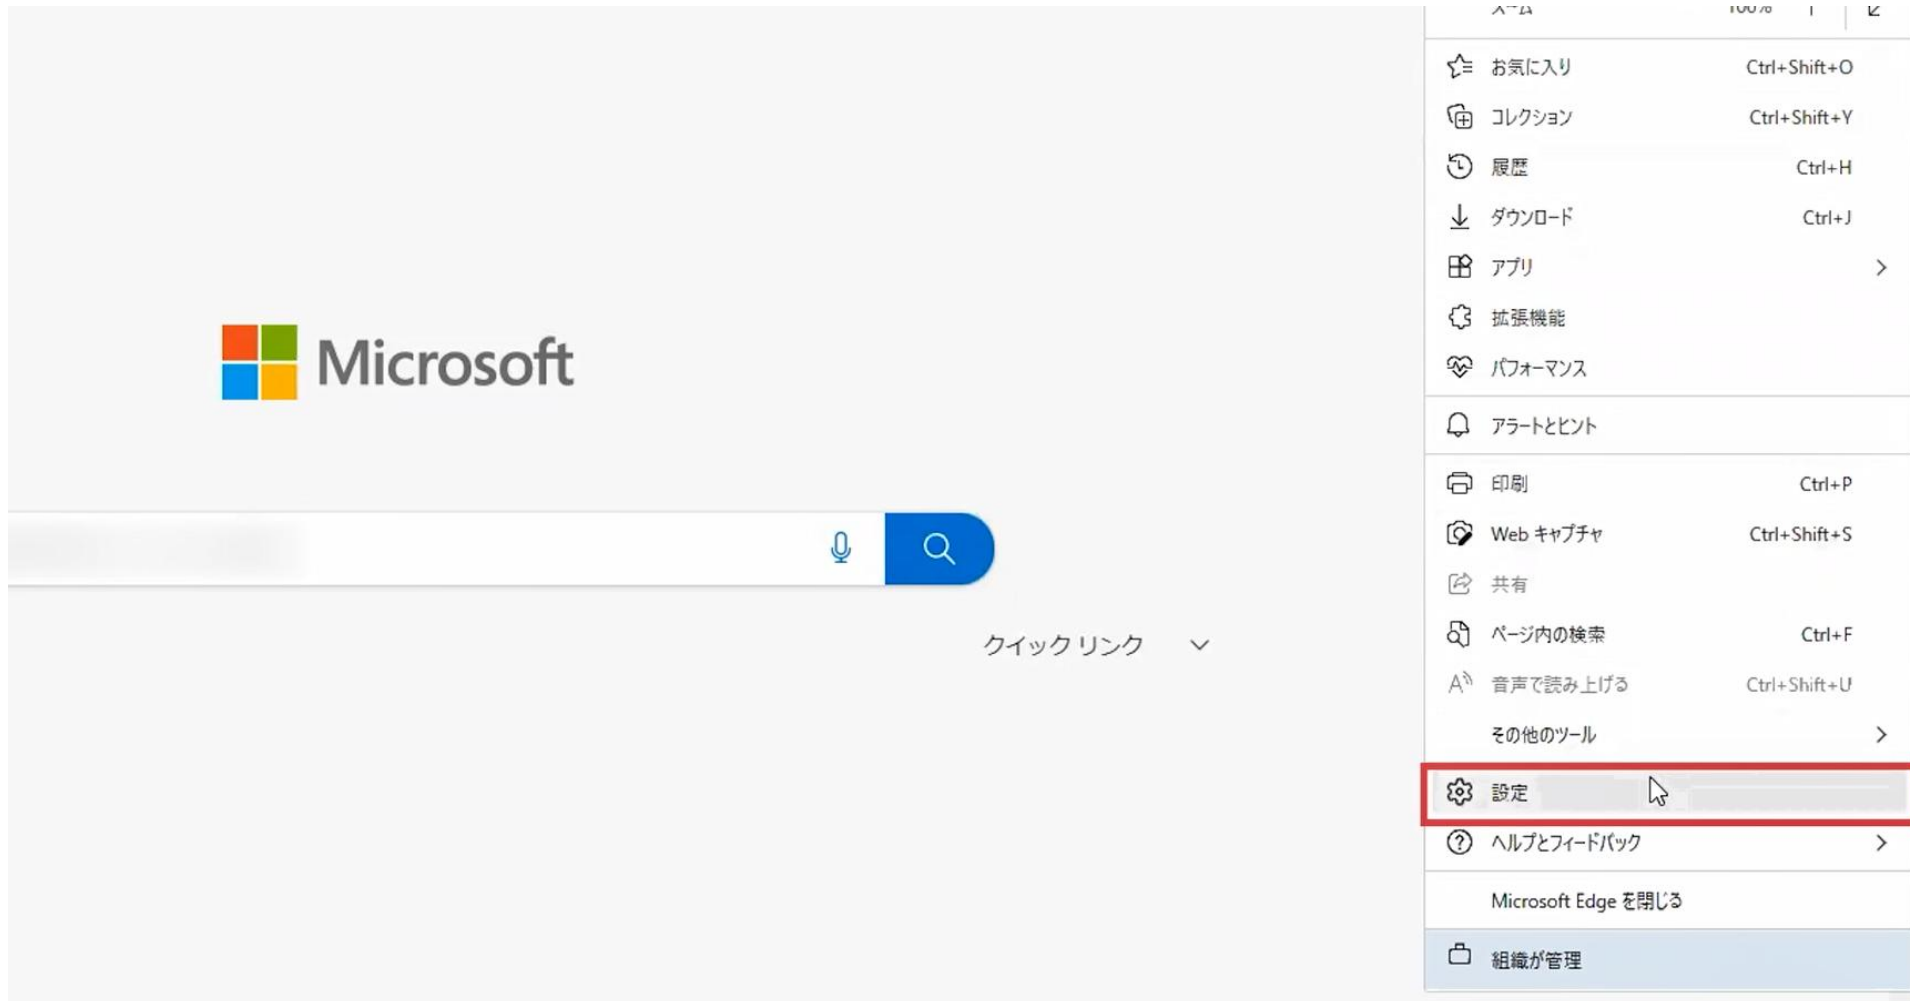 Microsoft
クイック リンク
ズーム 100%
お気に入り Ctrl+Shift+O
コレクション Ctrl+Shift+Y
履歴 Ctrl+H
ダウンロード Ctrl+J
アプリ
拡張機能
パフォーマンス
アラートとヒント
印刷 Ctrl+P
Web キャプチャ Ctrl+Shift+S
共有
ページ内の検索 Ctrl+F
音声で読み上げる Ctrl+Shift+U
その他のツール
設定
ヘルプとフィードバック
Microsoft Edge を閉じる
組織が管理